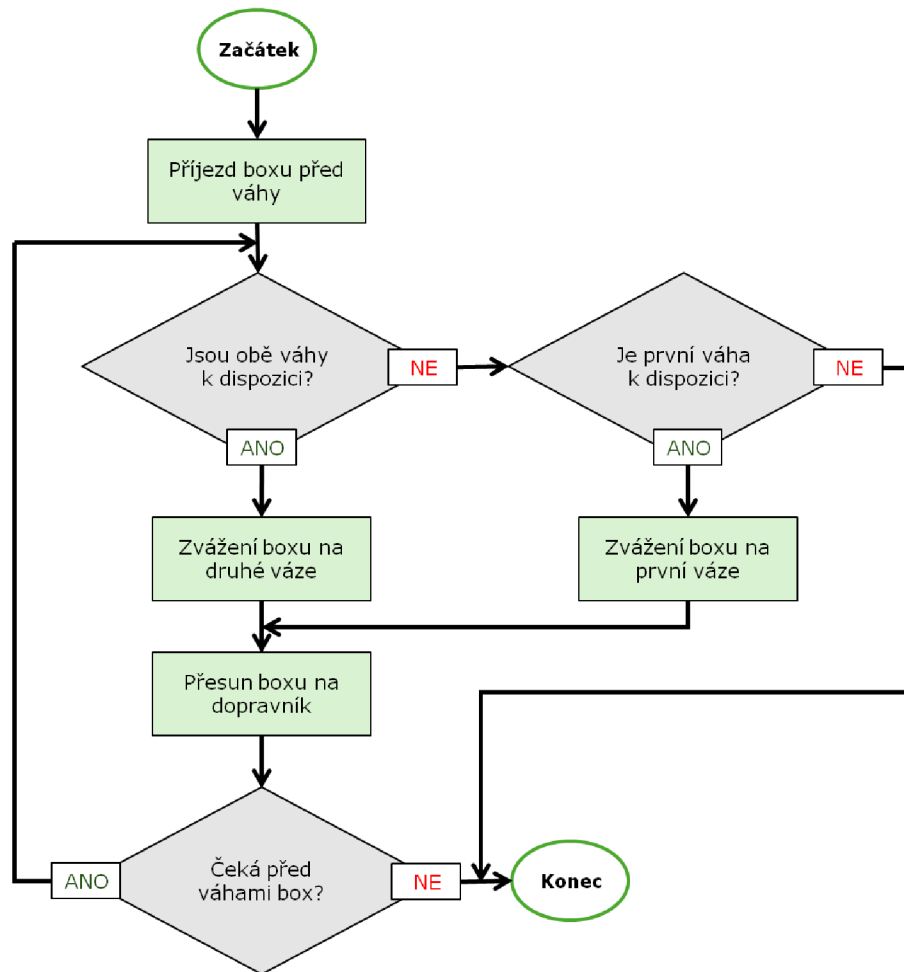 Začátek
Příjezd boxu před
váhy
Jsou obě váhy
k dispozici?
NE
Je první váha
k dispozici?
NE
ANO
ANO
Zvážení boxu na
druhé váze
Zvážení boxu na
první váze
Přesun boxu na
dopravník
Čeká před
váhami box?
ANO
NE
Konec